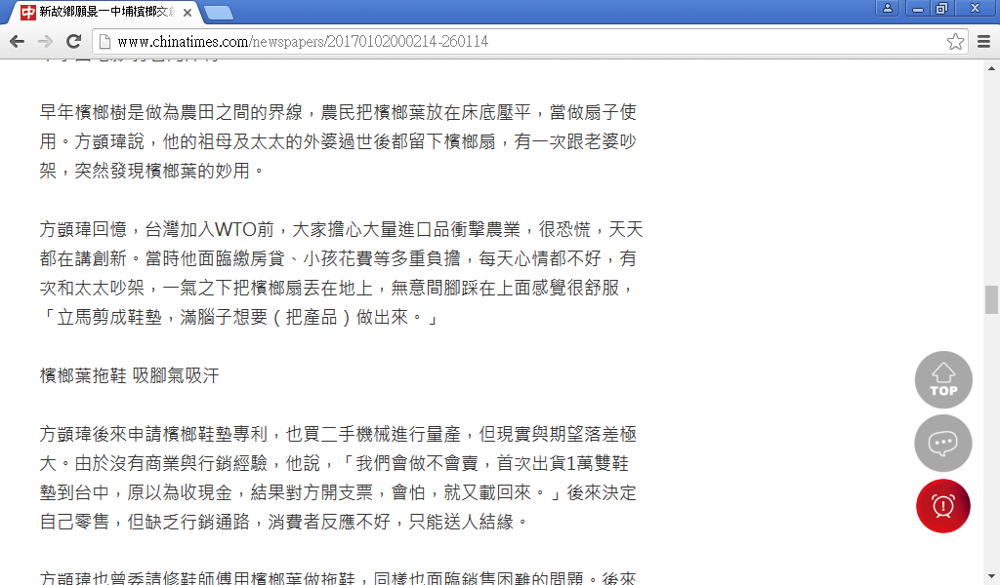 新故鄉願景－中埔檳榔文創
www.chinatimes.com/newspapers/20170102000214-260114
早年檳榔樹是做為農田之間的界線，農民把檳榔葉放在床底壓平，當做扇子使
用。方顗瑋說，他的祖母及太太的外婆過世後都留下檳榔扇，有一次跟老婆吵
架，突然發現檳榔葉的妙用。
方顗瑋回憶，台灣加入WTO前，大家擔心大量進口品衝擊農業，很恐慌，天天
都在講創新。當時他面臨繳房貸、小孩花費等多重負擔，每天心情都不好，有
次和太太吵架，一氣之下把檳榔扇丟在地上，無意間腳踩在上面感覺很舒服，
「立馬剪成鞋墊，滿腦子想要（把產品）做出來。」
檳榔葉拖鞋 吸腳氣吸汗
方顗瑋後來申請檳榔鞋墊專利，也買二手機械進行量產，但現實與期望落差極
大。由於沒有商業與行銷經驗，他說，「我們會做不會賣，首次出貨1萬雙鞋
墊到台中，原以為收現金，結果對方開支票，會怕，就又載回來。」後來決定
自己零售，但缺乏行銷通路，消費者反應不好，只能送人結緣。
方顗瑋也曾委請修鞋師傅用檳榔葉做拖鞋，同樣也面臨銷售困難的問題。後來
TOP